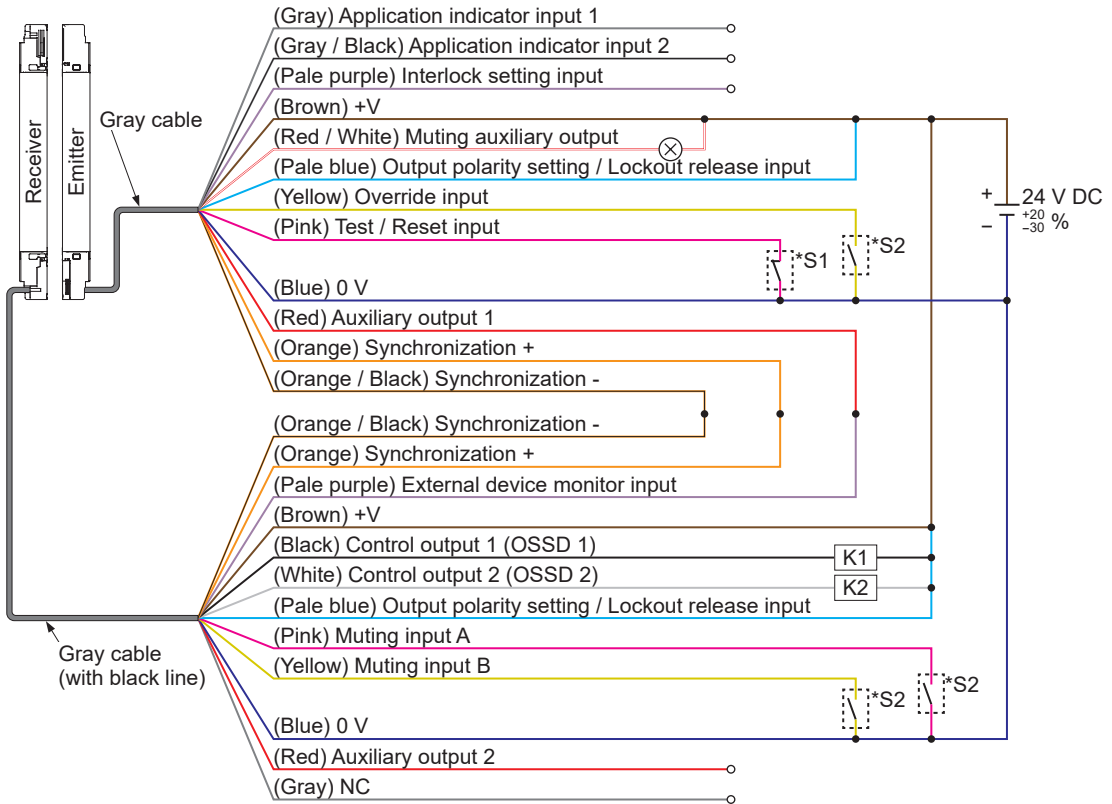 (Gray) Application indicator input 1
(Gray / Black) Application indicator input 2
(Pale purple) Interlock setting input
(Brown) +V
Gray cable
(Red / White) Muting auxiliary output
(Pale blue) Output polarity setting / Lockout release input
Receiver
Emitter
(Yellow) Override input
(Pink) Test / Reset input
+
24 V DC
+20
−30 %
−
*S1
*S2
(Blue) 0 V
(Red) Auxiliary output 1
(Orange) Synchronization +
(Orange / Black) Synchronization -
(Orange / Black) Synchronization -
(Orange) Synchronization +
(Pale purple) External device monitor input
(Brown) +V
(Black) Control output 1 (OSSD 1)
K1
(White) Control output 2 (OSSD 2)
K2
(Pale blue) Output polarity setting / Lockout release input
(Pink) Muting input A
Gray cable
(with black line)
(Yellow) Muting input B
*S2
*S2
(Blue) 0 V
(Red) Auxiliary output 2
(Gray) NC